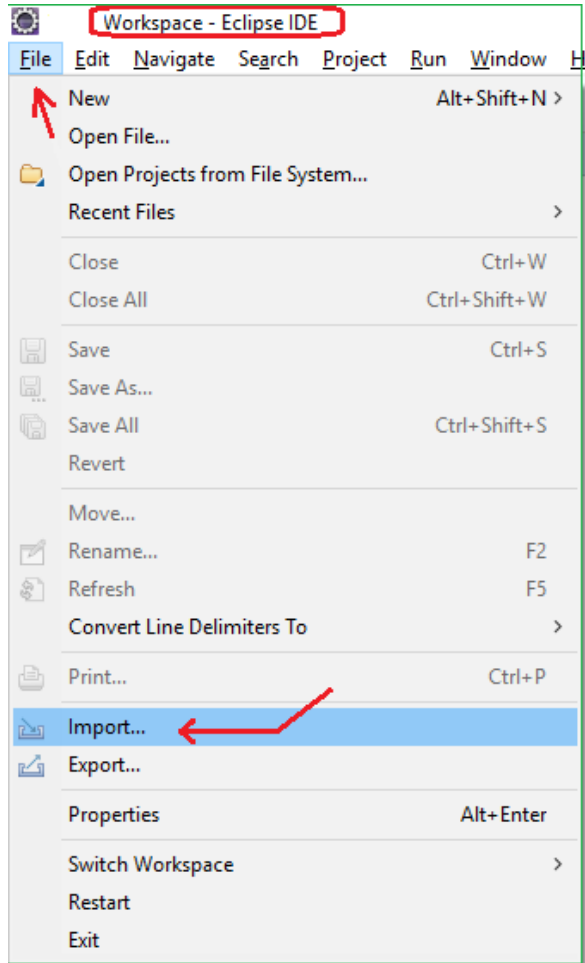 Workspace - Eclipse IDE
File Edit Navigate Search Project Run Window H
New Alt+Shift+N >
Open File...
Open Projects from File System...
Recent Files >
Close Ctrl+W
Close All Ctrl+Shift+W
Save Ctrl+S
Save As...
Save All Ctrl+Shift+S
Revert
Move...
Rename... F2
Refresh F5
Convert Line Delimiters To >
Print... Ctrl+P
Import...
Export...
Properties Alt+Enter
Switch Workspace >
Restart
Exit